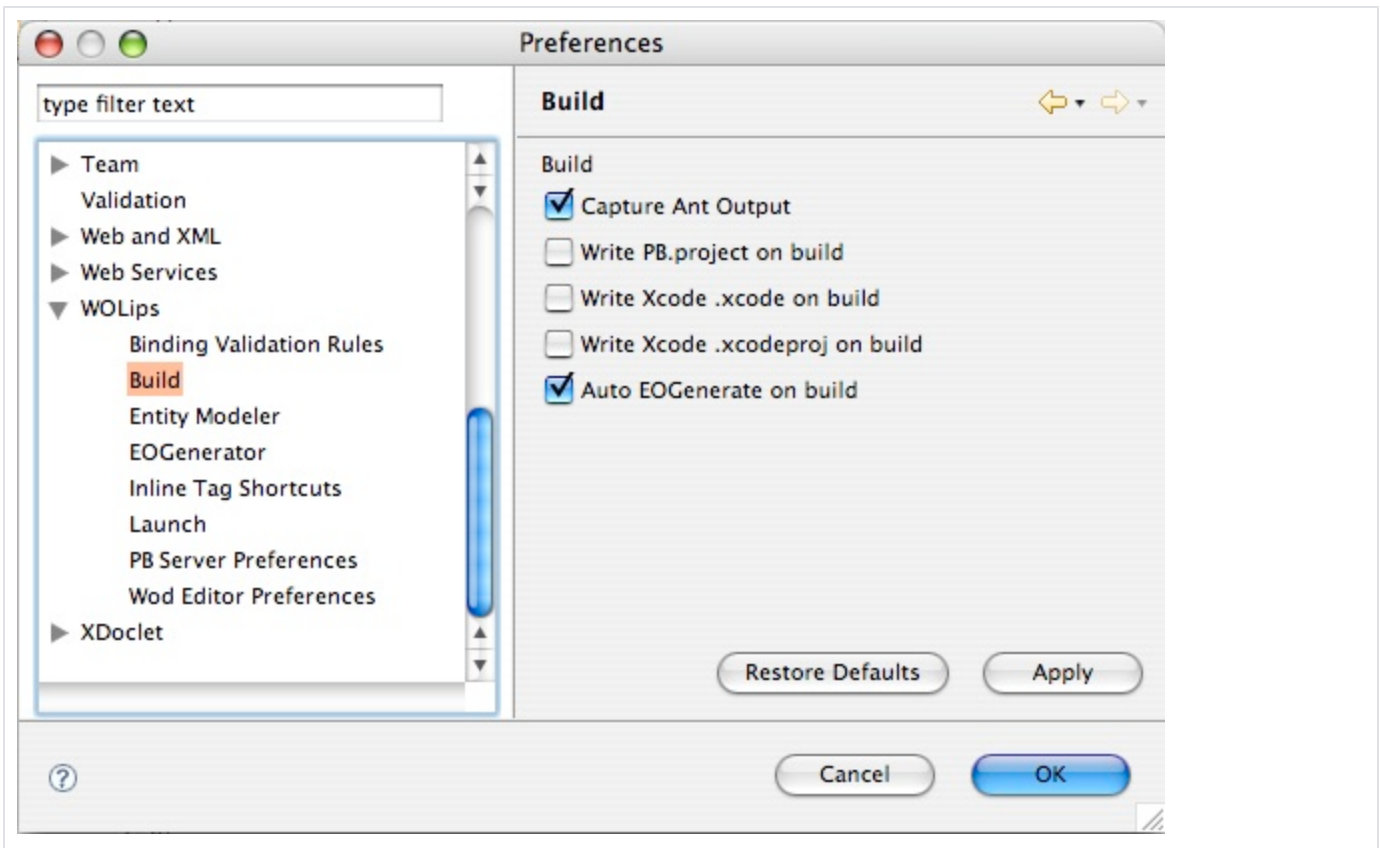 Preferences
type filter text
Team
Validation
Web and XML
Web Services
WOLips
Binding Validation Rules
Build
Entity Modeler
EOGenerator
Inline Tag Shortcuts
Launch
PB Server Preferences
Wod Editor Preferences
XDoclet
Build
Build
Capture Ant Output
Write PB.project on build
Write Xcode .xcode on build
Write Xcode .xcodeproj on build
Auto EOGenerate on build
Restore Defaults Apply
? Cancel OK